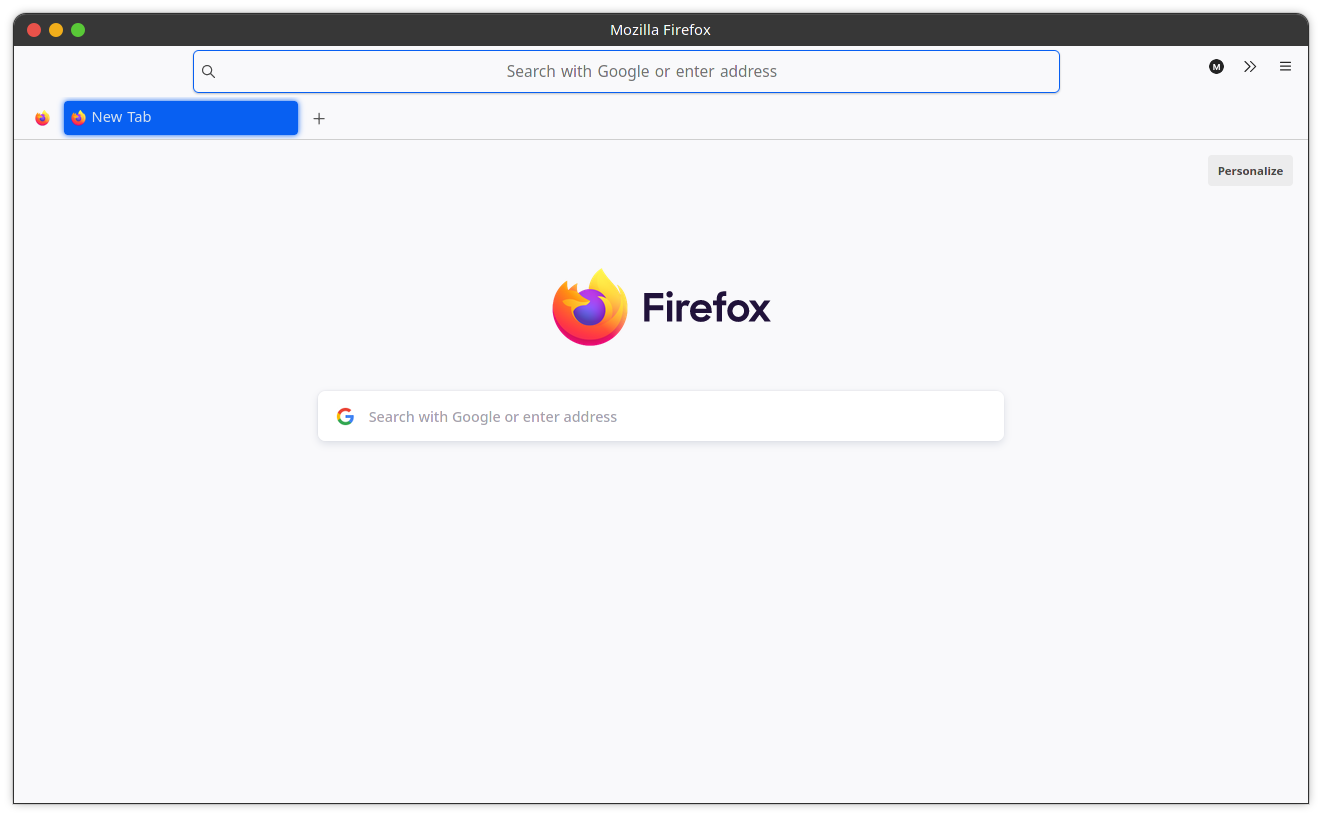 Mozilla Firefox
Search with Google or enter address
M
New Tab
Personalize
Firefox
Search with Google or enter address